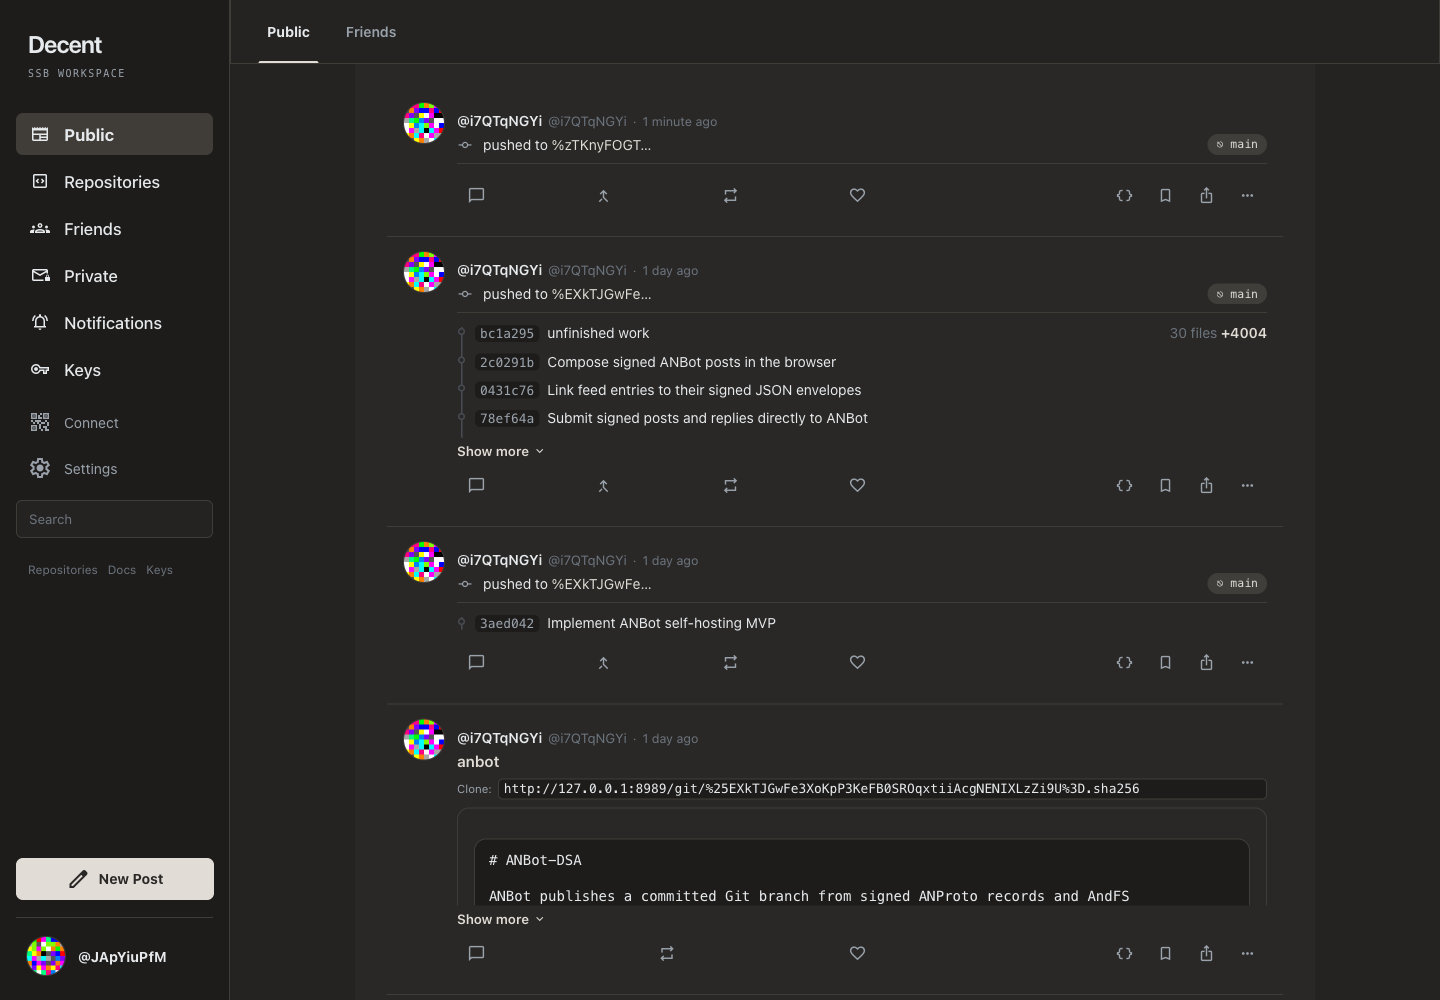 Decent
SSB WORKSPACE
Public
Repositories
Friends
Private
Notifications
Keys
Connect
Settings
Search
Repositories Docs Keys
New Post
@JApYiuPfM
Public Friends
@i7QTqNGYi @i7QTqNGYi · 1 minute ago
pushed to %zTKnyFOGT... main
@i7QTqNGYi @i7QTqNGYi · 1 day ago
pushed to %EXkTJGwFe... main
bc1a295 unfinished work 30 files +4004
2c0291b Compose signed ANBot posts in the browser
0431c76 Link feed entries to their signed JSON envelopes
78ef64a Submit signed posts and replies directly to ANBot
Show more
@i7QTqNGYi @i7QTqNGYi · 1 day ago
pushed to %EXkTJGwFe... main
3aed042 Implement ANBot self-hosting MVP
@i7QTqNGYi @i7QTqNGYi · 1 day ago
anbot
Clone: http://127.0.0.1:8989/git/%25EXkTJGwFe3XoKpP3KeFB0SROqxtiiAcgNENIXLzZi9U%3D.sha256
# ANBot-DSA
ANBot publishes a committed Git branch from signed ANProto records and AndFS
Show more